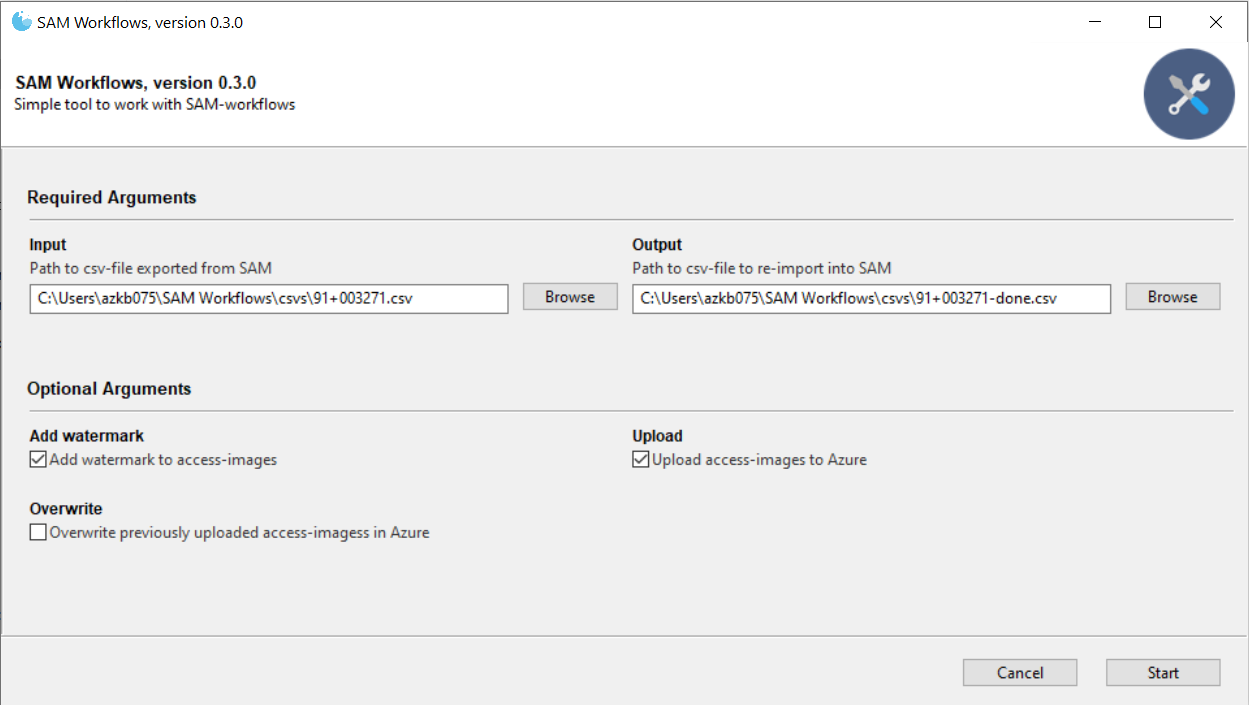 SAM Workflows, version 0.3.0
SAM Workflows, version 0.3.0
Simple tool to work with SAM-workflows
Required Arguments
Input
Path to csv-file exported from SAM
C:\Users\azkb075\SAM Workflows\csvs\91+003271.csv
Browse
Output
Path to csv-file to re-import into SAM
C:\Users\azkb075\SAM Workflows\csvs\91+003271-done.csv
Browse
Optional Arguments
Add watermark
Add watermark to access-images
Upload
Upload access-images to Azure
Overwrite
Overwrite previously uploaded access-imagess in Azure
Cancel
Start